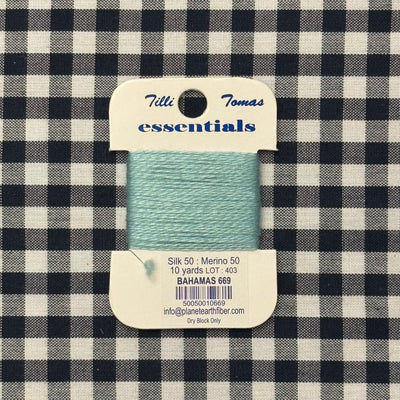 Tilli Tomas
essentials
Silk 50 : Merino 50
10 yards LOT : 403
BAHAMAS 669
50050010669
info@planetearthfiber.com
Dry Block Only